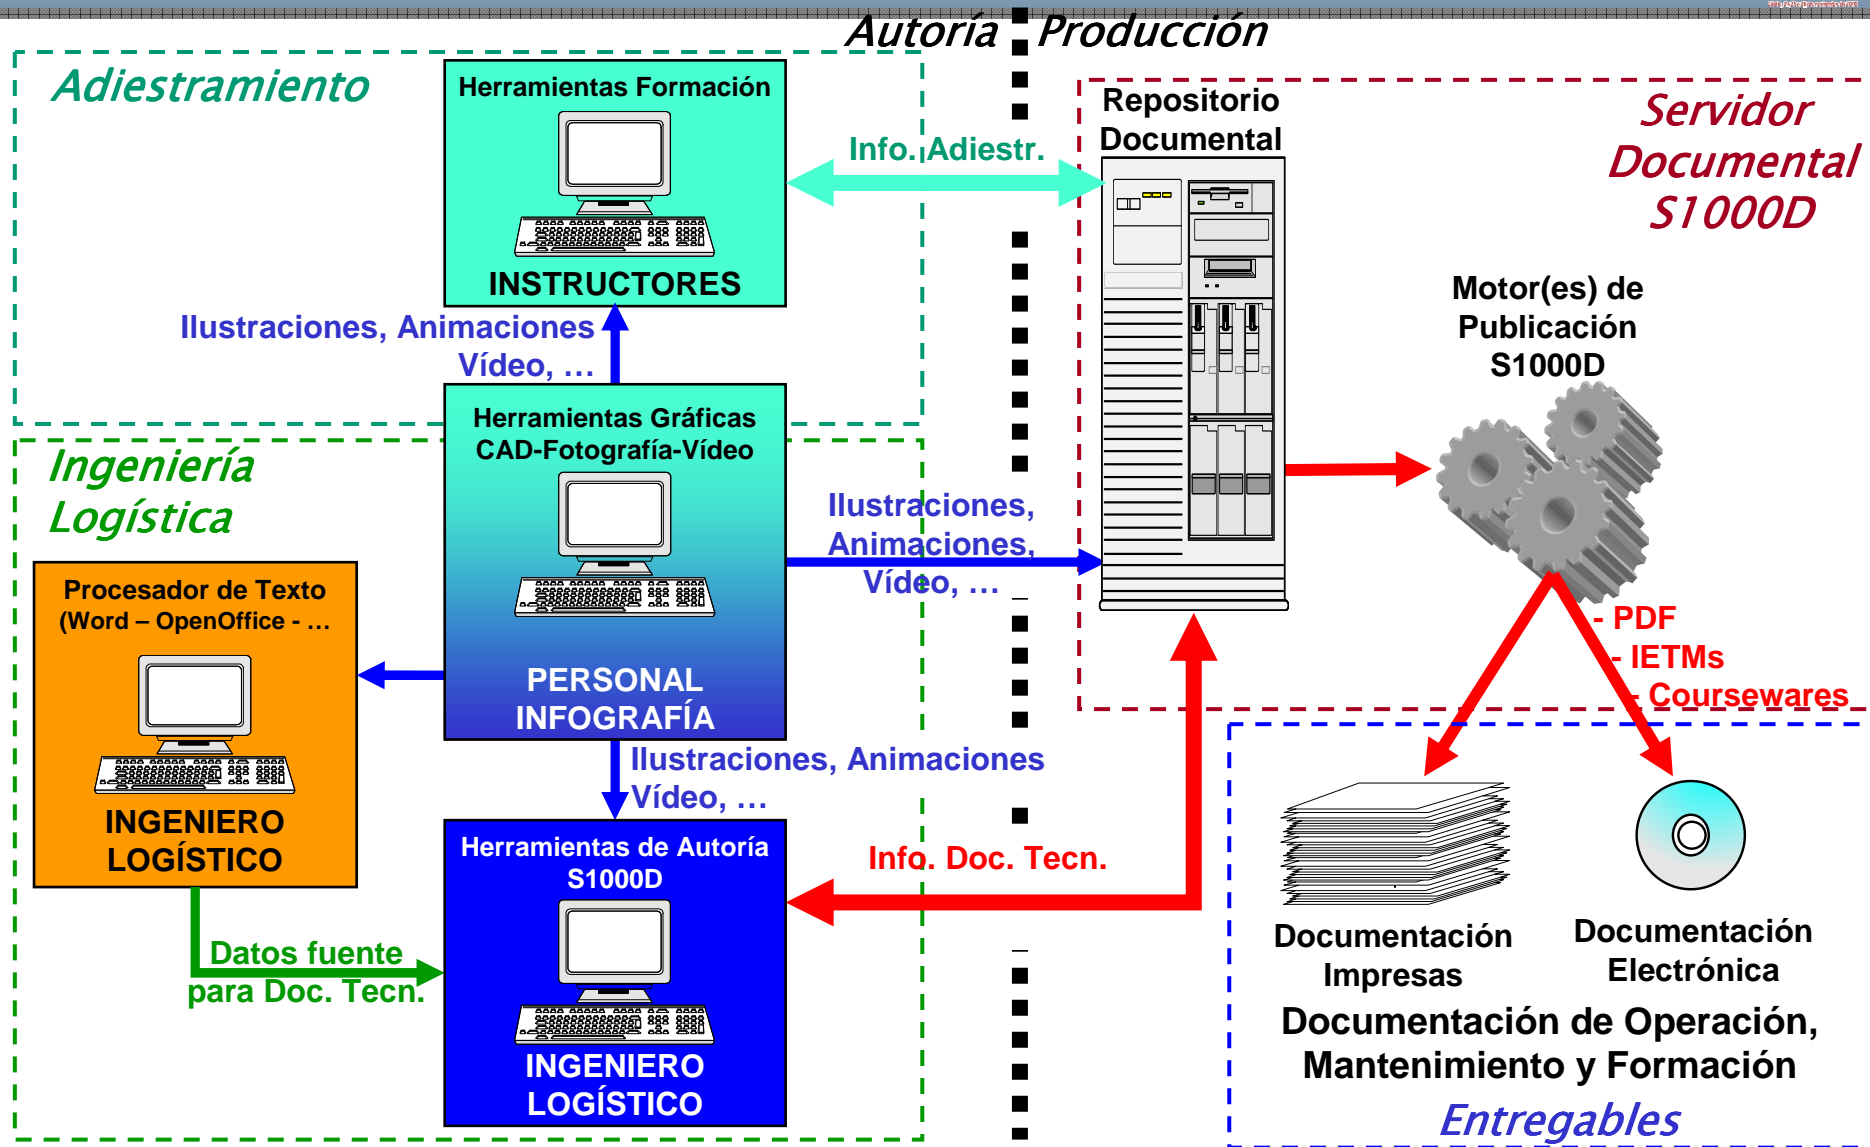 Autoría Producción
Adiestramiento
Herramientas Formación
INSTRUCTORES
Info. Adiestr.
Repositorio
Documental
Servidor
Documental
S1000D
Motor(es) de
Publicación
S1000D
Ilustraciones, Animaciones
Vídeo, …
Herramientas Gráficas
CAD-Fotografía-Vídeo
PERSONAL
INFOGRAFÍA
Ingeniería
Logística
Ilustraciones,
Animaciones,
Vídeo, …
Procesador de Texto
(Word – OpenOffice - …
INGENIERO
LOGÍSTICO
- PDF
- IETMs
- Coursewares
Ilustraciones, Animaciones
Vídeo, …
Herramientas de Autoría
S1000D
INGENIERO
LOGÍSTICO
Info. Doc. Tecn.
Datos fuente
para Doc. Tecn.
Documentación
Impresas
Documentación
Electrónica
Documentación de Operación,
Mantenimiento y Formación
Entregables